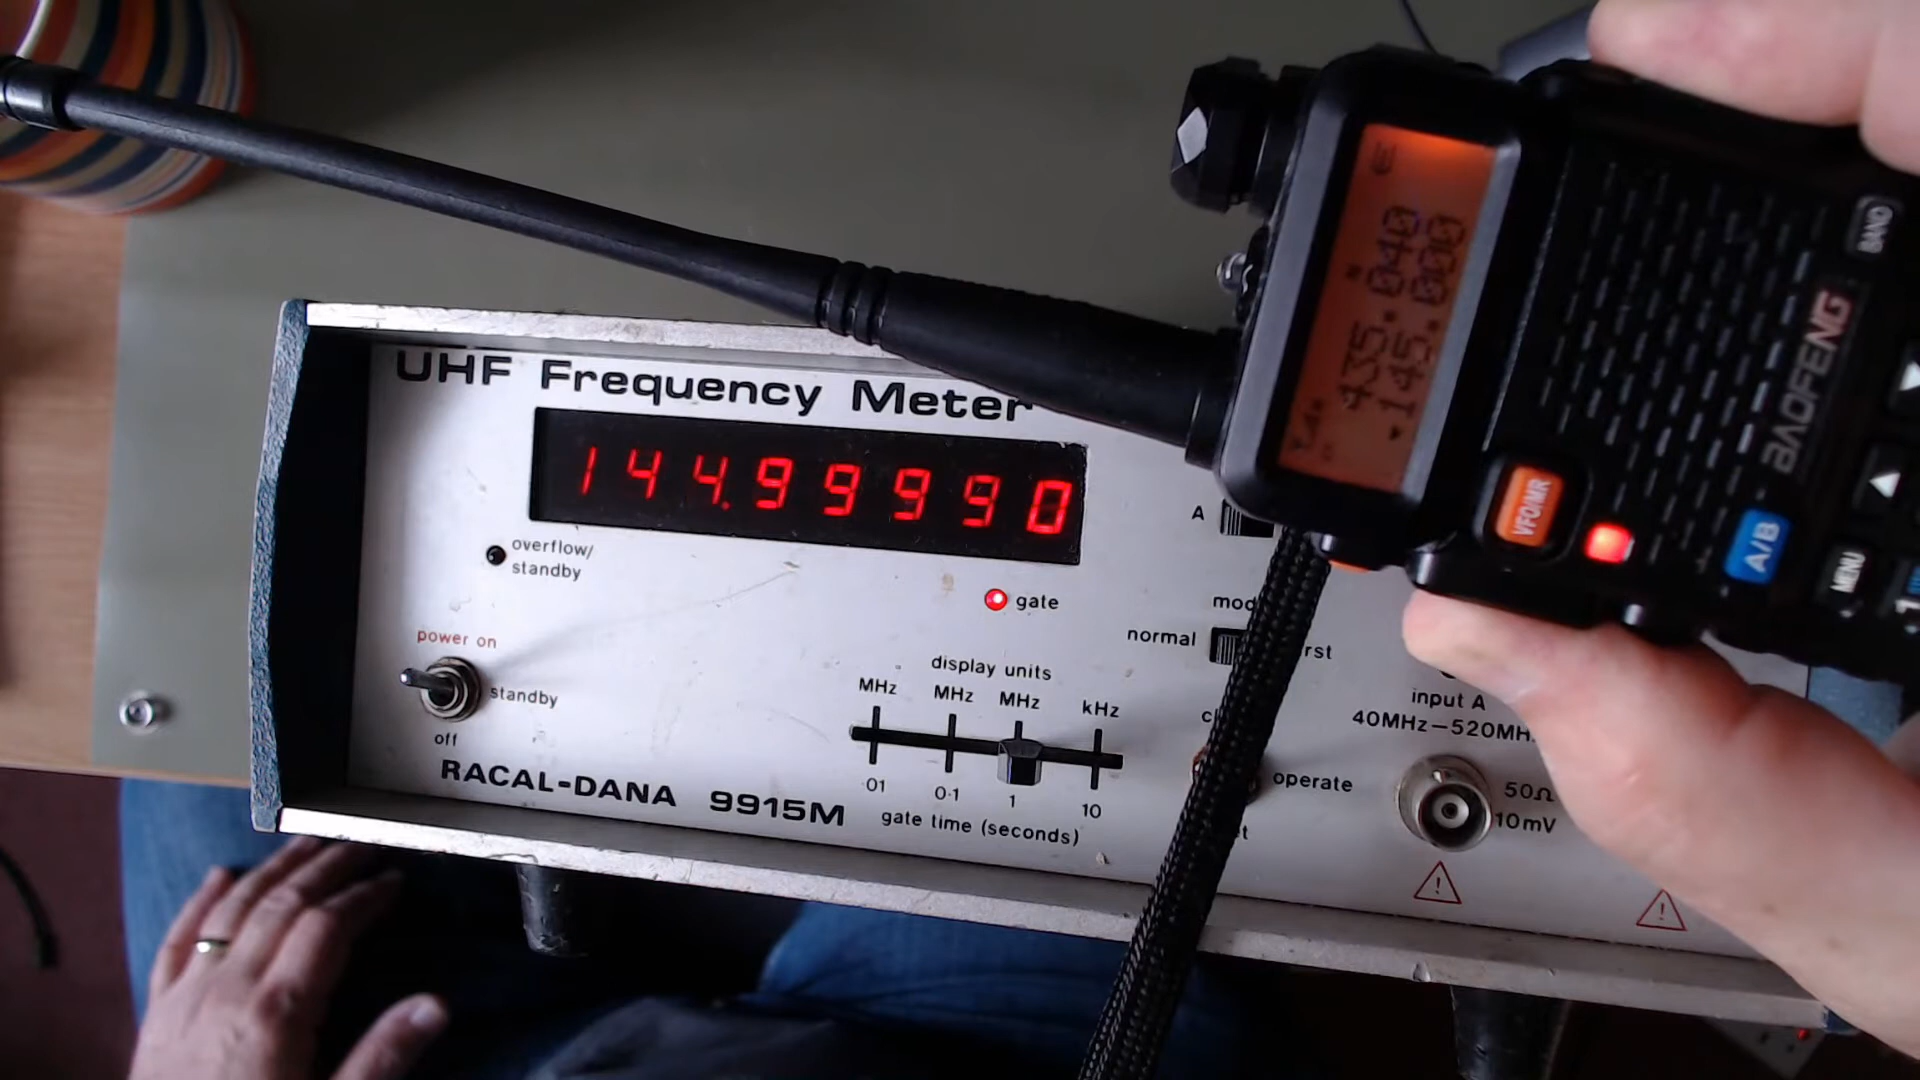 UHF Frequency Meter
144.99990
overflow/
standby
gate
power on
standby
off
display units
MHz MHz MHz kHz
01 0·1 1 10
gate time (seconds)
RACAL-DANA 9915M
A
normal
operate
input A
50Ω
10mV
435.040
145.000
BAOFENG
VFO/MR
A/B
MENU
BAND